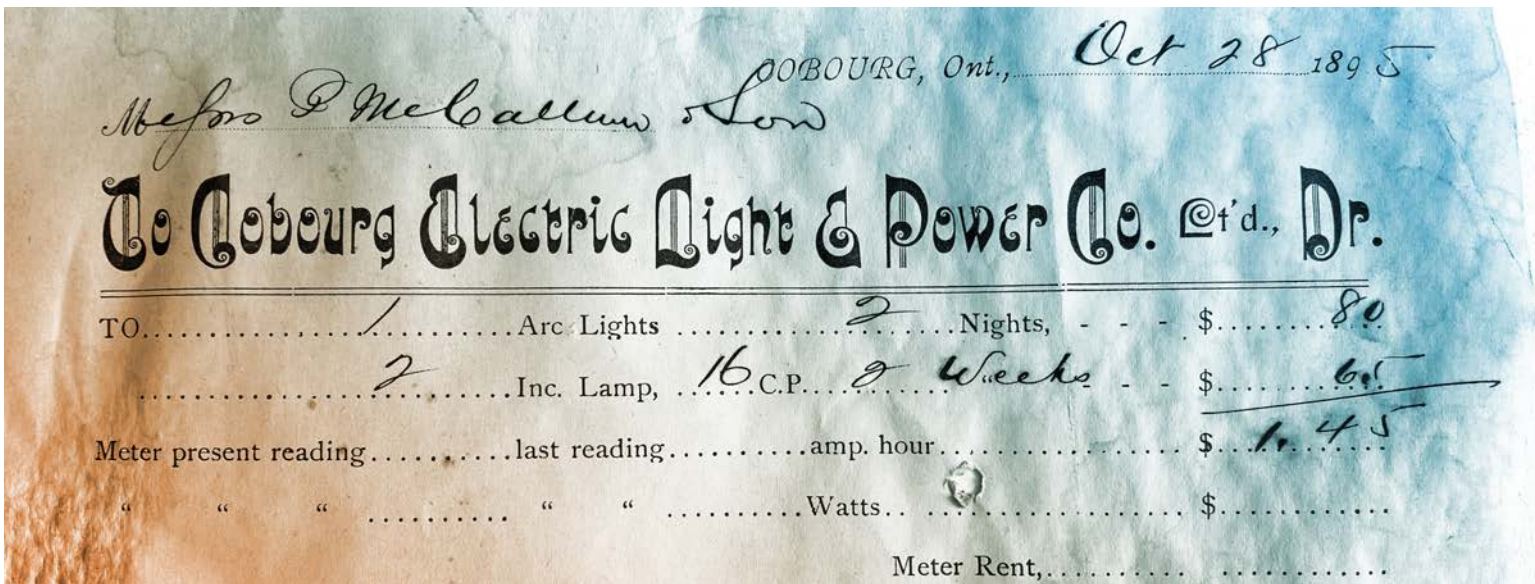 COBOURG, Ont., Oct 28 1895
Messrs P McCallum & Son
To Cobourg Electric Light & Power Co. Lt'd., Dr.
TO 1 Arc Lights 2 Nights, - - - $ 80
2 Inc. Lamp, 16 C.P. 2 Weeks - - $ 65
Meter present reading..........last reading..........amp. hour.................. $ 1.45
“ “ “ .......... “ “ ..........Watts.. .................. $............
Meter Rent,.......... ............